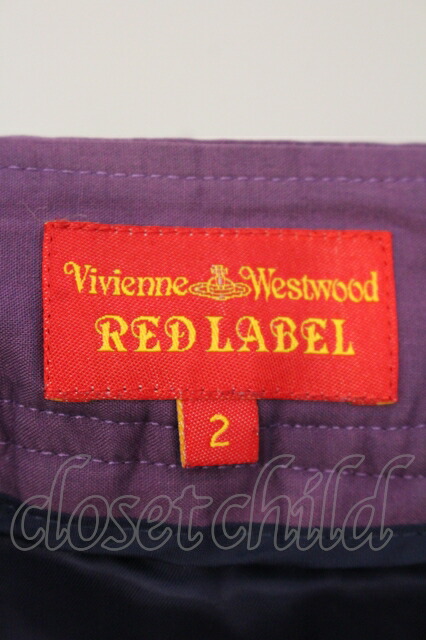 Vivienne Westwood
RED LABEL
2
closetchild